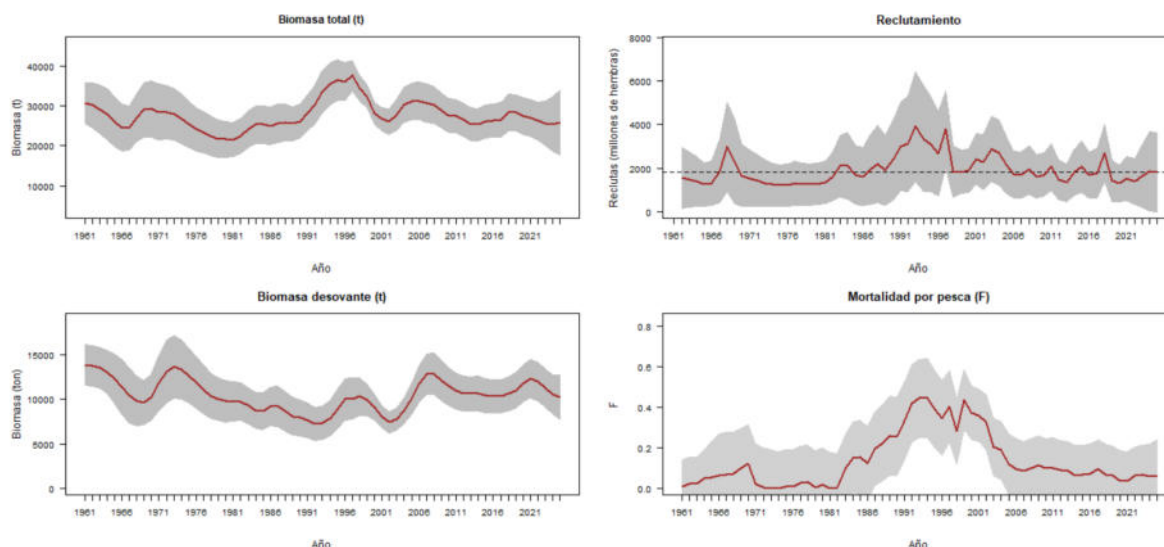 Biomasa total (t)
Biomasa (t)
40000
30000
20000
10000
1961 1966 1971 1976 1981 1986 1991 1996 2001 2006 2011 2016 2021
Año
Reclutamiento
Reclutas (millones de hembras)
8000
6000
4000
2000
0
1961 1966 1971 1976 1981 1986 1991 1996 2001 2006 2011 2016 2021
Año
Biomasa desovante (t)
Biomasa (ton)
15000
10000
5000
0
1961 1966 1971 1976 1981 1986 1991 1996 2001 2006 2011 2016 2021
Año
Mortalidad por pesca (F)
F
0.8
0.6
0.4
0.2
0.0
1961 1966 1971 1976 1981 1986 1991 1996 2001 2006 2011 2016 2021
Año